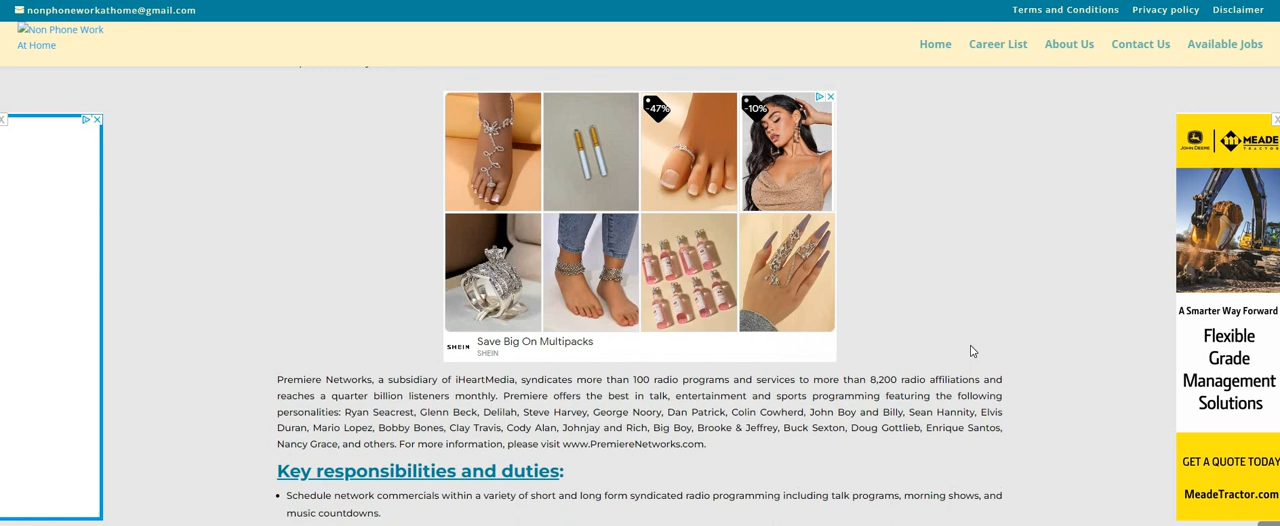 nonphoneworkathome@gmail.com
Terms and Conditions Privacy policy Disclaimer
Non Phone Work
At Home
Home Career List About Us Contact Us Available Jobs
-47%
-10%
SHEIN
Save Big On Multipacks
SHEIN
Premiere Networks, a subsidiary of iHeartMedia, syndicates more than 100 radio programs and services to more than 8,200 radio affiliations and
reaches a quarter billion listeners monthly. Premiere offers the best in talk, entertainment and sports programming featuring the following
personalities: Ryan Seacrest, Glenn Beck, Delilah, Steve Harvey, George Noory, Dan Patrick, Colin Cowherd, John Boy and Billy, Sean Hannity, Elvis
Duran, Mario Lopez, Bobby Bones, Clay Travis, Cody Alan, Johnjay and Rich, Big Boy, Brooke & Jeffrey, Buck Sexton, Doug Gottlieb, Enrique Santos,
Nancy Grace, and others. For more information, please visit www.PremiereNetworks.com.
Key responsibilities and duties:
• Schedule network commercials within a variety of short and long form syndicated radio programming including talk programs, morning shows, and
music countdowns.
JOHN DEERE
MEADE
TRACTOR
A Smarter Way Forward
Flexible
Grade
Management
Solutions
GET A QUOTE TODAY
MeadeTractor.com